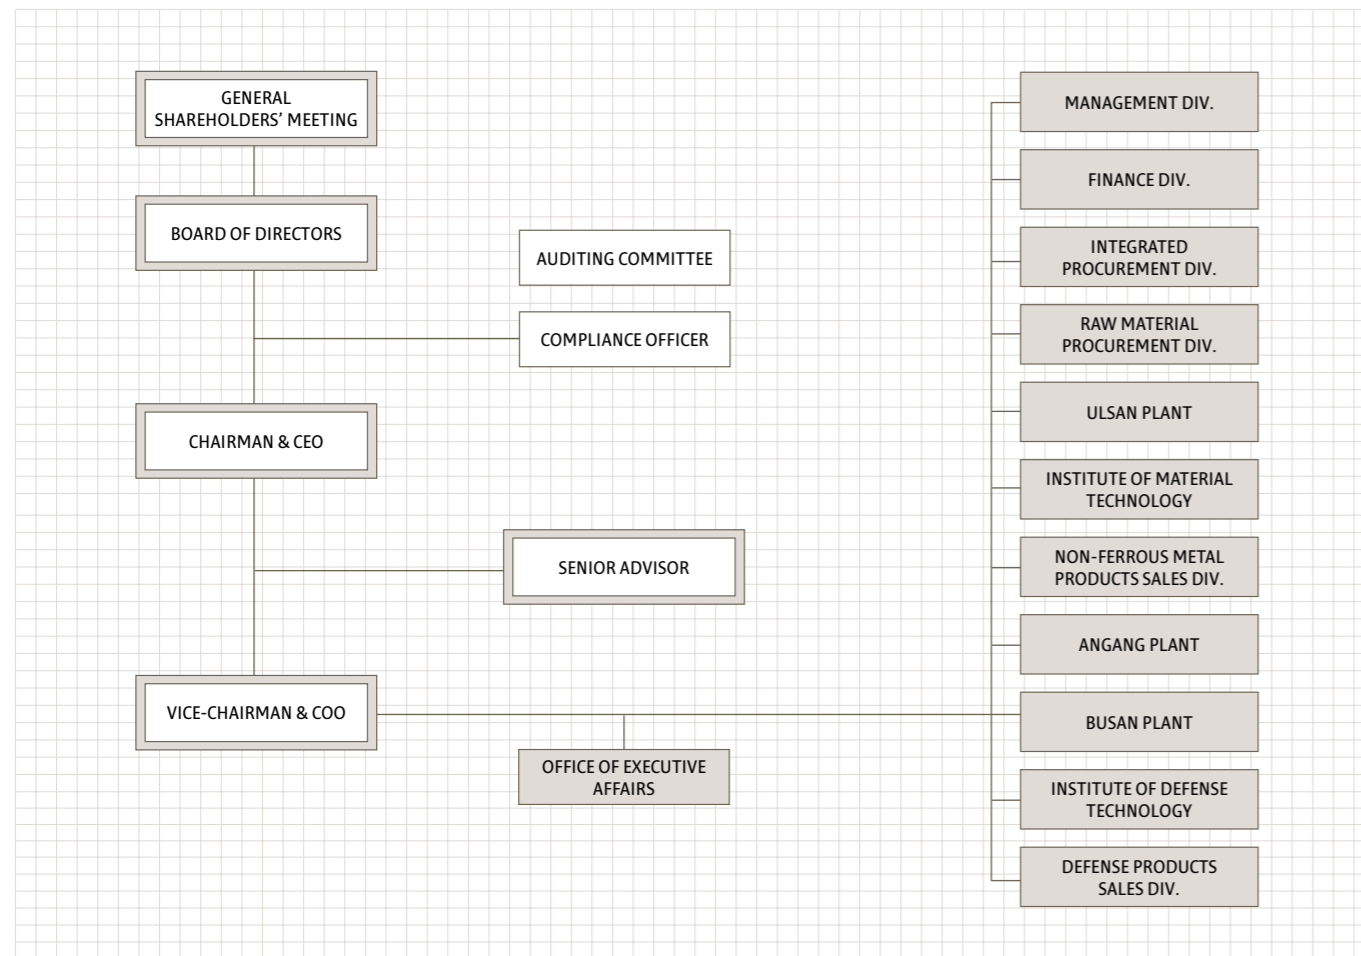 GENERAL
SHAREHOLDERS’ MEETING
BOARD OF DIRECTORS
AUDITING COMMITTEE
COMPLIANCE OFFICER
CHAIRMAN & CEO
SENIOR ADVISOR
VICE-CHAIRMAN & COO
OFFICE OF EXECUTIVE
AFFAIRS
MANAGEMENT DIV.
FINANCE DIV.
INTEGRATED
PROCUREMENT DIV.
RAW MATERIAL
PROCUREMENT DIV.
ULSAN PLANT
INSTITUTE OF MATERIAL
TECHNOLOGY
NON-FERROUS METAL
PRODUCTS SALES DIV.
ANGANG PLANT
BUSAN PLANT
INSTITUTE OF DEFENSE
TECHNOLOGY
DEFENSE PRODUCTS
SALES DIV.